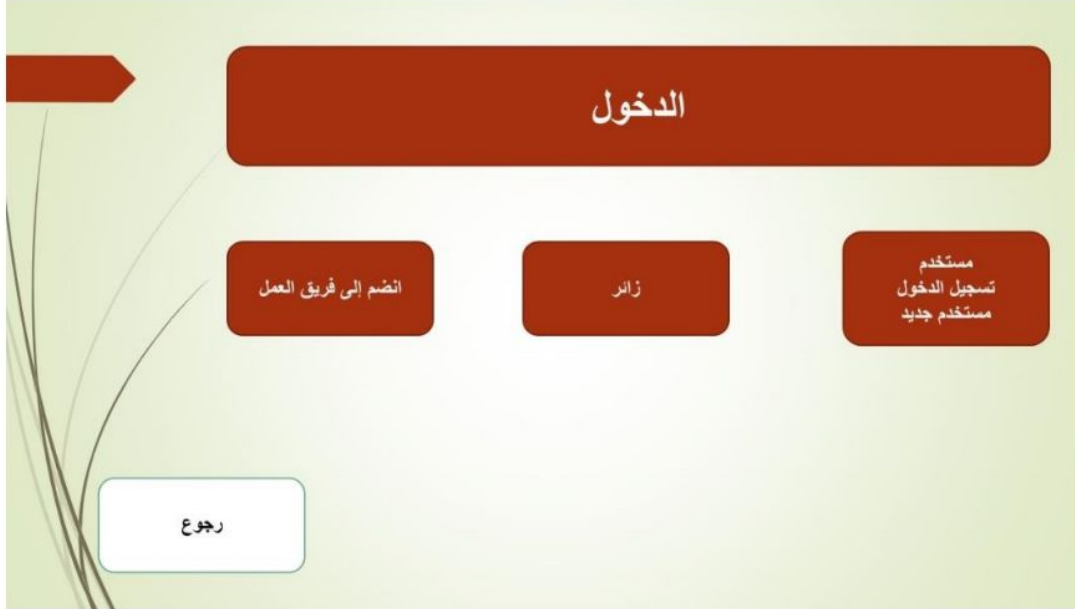 الدخول
مستخدم
تسجيل الدخول
مستخدم جديد
زائر
انضم إلى فريق العمل
رجوع